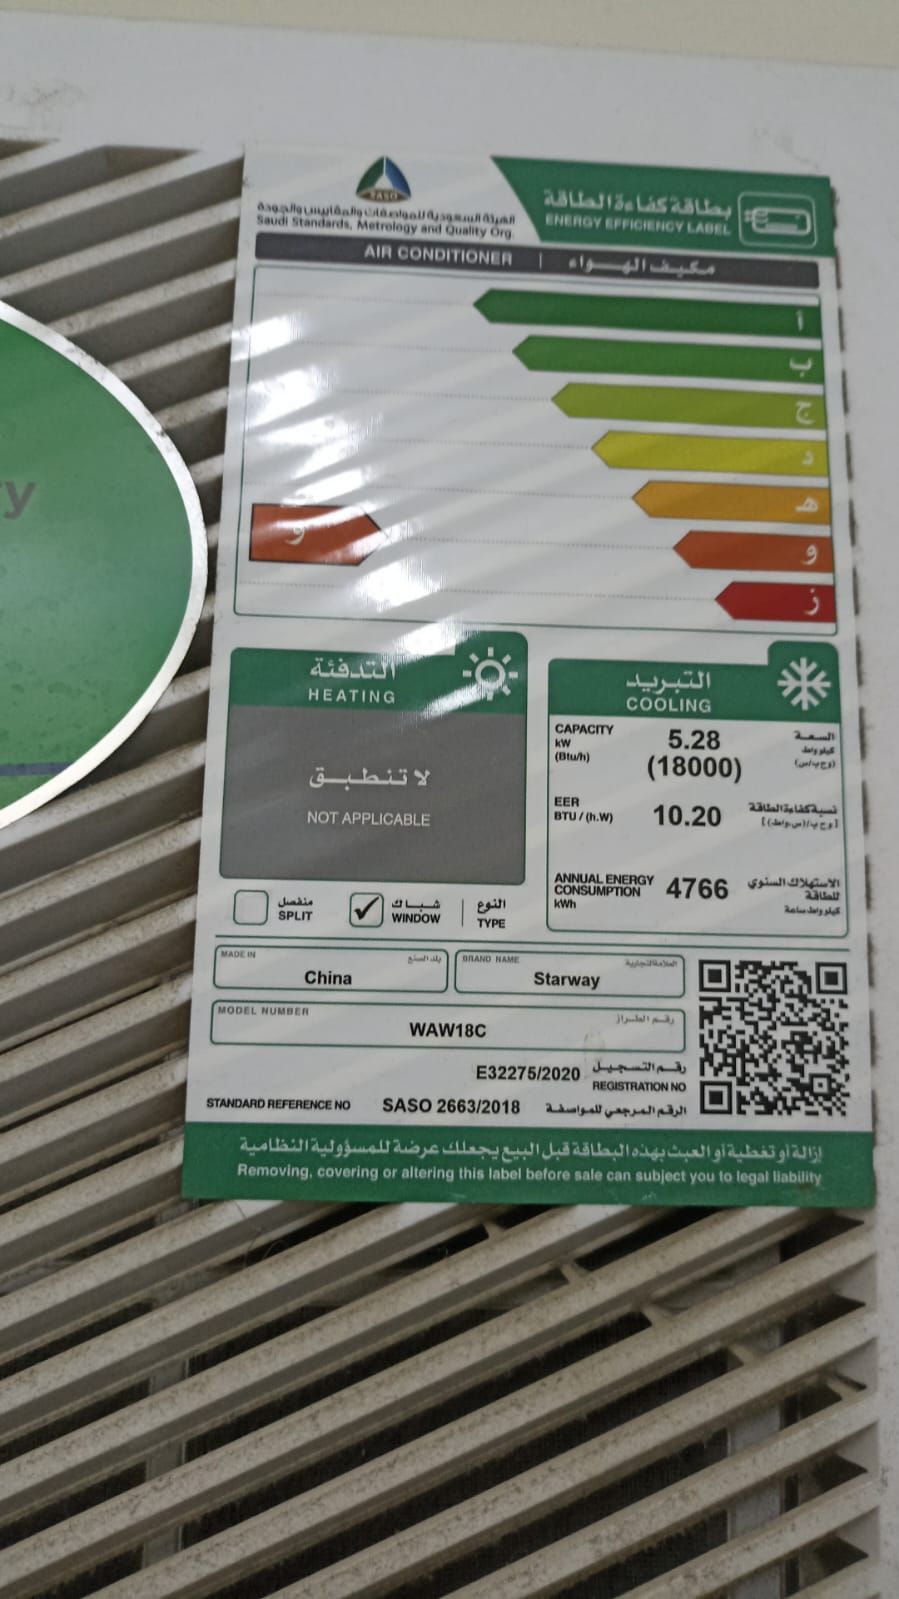 y
SASO
الهيئة السعودية للمواصفات والمقاييس والجودة
Saudi Standards, Metrology and Quality Org.
بطاقة كفاءة الطاقة
ENERGY EFFICIENCY LABEL
AIR CONDITIONER | مكيف الهواء
أ
ب
ج
د
هـ
و
و
ز
التدفئة
HEATING
لا تنطبق
NOT APPLICABLE
التبريد
COOLING
CAPACITY 5.28 السعة
kW كيلو واط
(Btu/h) (18000) (وح ب/س)
EER 10.20 نسبة كفاءة الطاقة
BTU / (h.W) [وح ب/(س.واط)]
ANNUAL ENERGY 4766 الاستهلاك السنوي
CONSUMPTION للطاقة
kWh كيلو واط ساعة
منفصل شباك النوع
SPLIT WINDOW TYPE
MADE IN بلد الصنع
China
BRAND NAME العلامة التجارية
Starway
MODEL NUMBER رقم الطراز
WAW18C
E32275/2020 رقم التسجيل
REGISTRATION NO
STANDARD REFERENCE NO SASO 2663/2018 الرقم المرجعي للمواصفة
إزالة أو تغطية أو العبث بهذه البطاقة قبل البيع يجعلك عرضة للمسؤولية النظامية
Removing, covering or altering this label before sale can subject you to legal liability